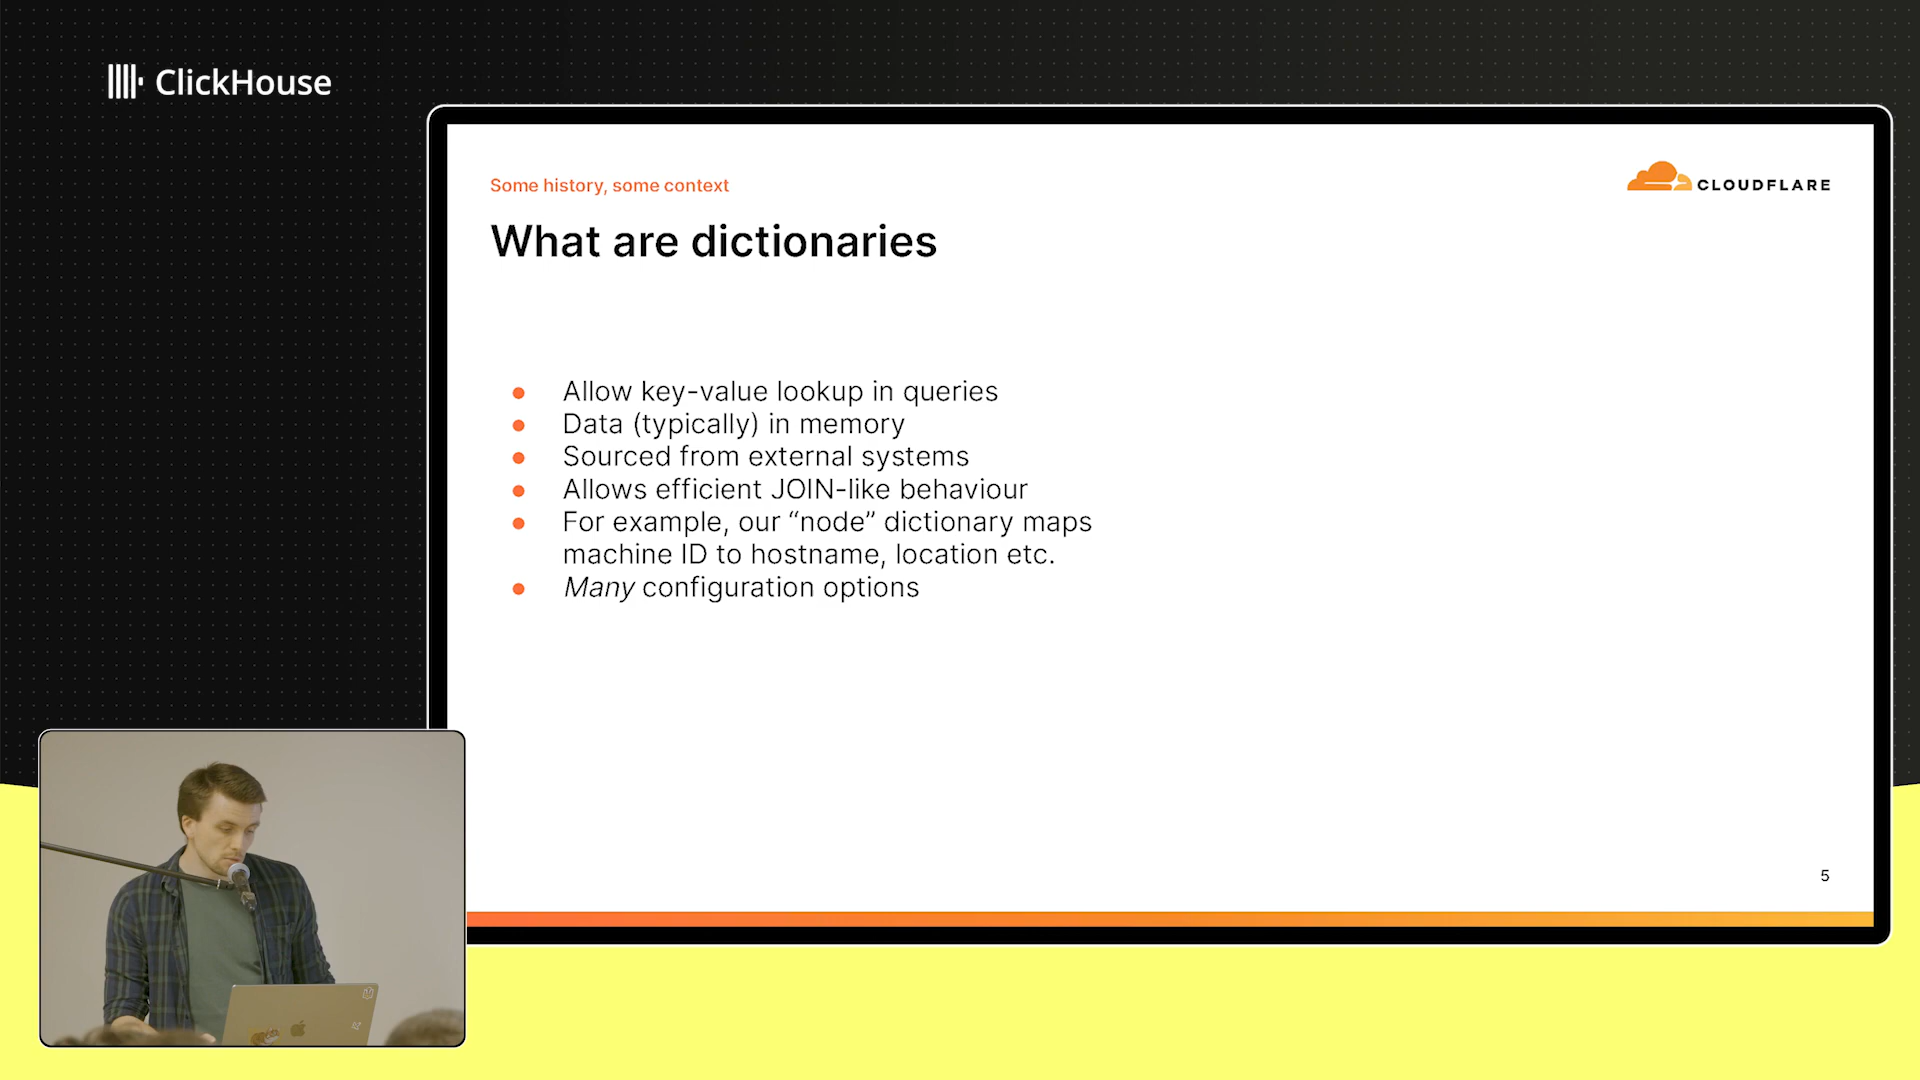 ClickHouse
Some history, some context
CLOUDFLARE
What are dictionaries
Allow key-value lookup in queries
Data (typically) in memory
Sourced from external systems
Allows efficient JOIN-like behaviour
For example, our “node” dictionary maps
machine ID to hostname, location etc.
Many configuration options
5